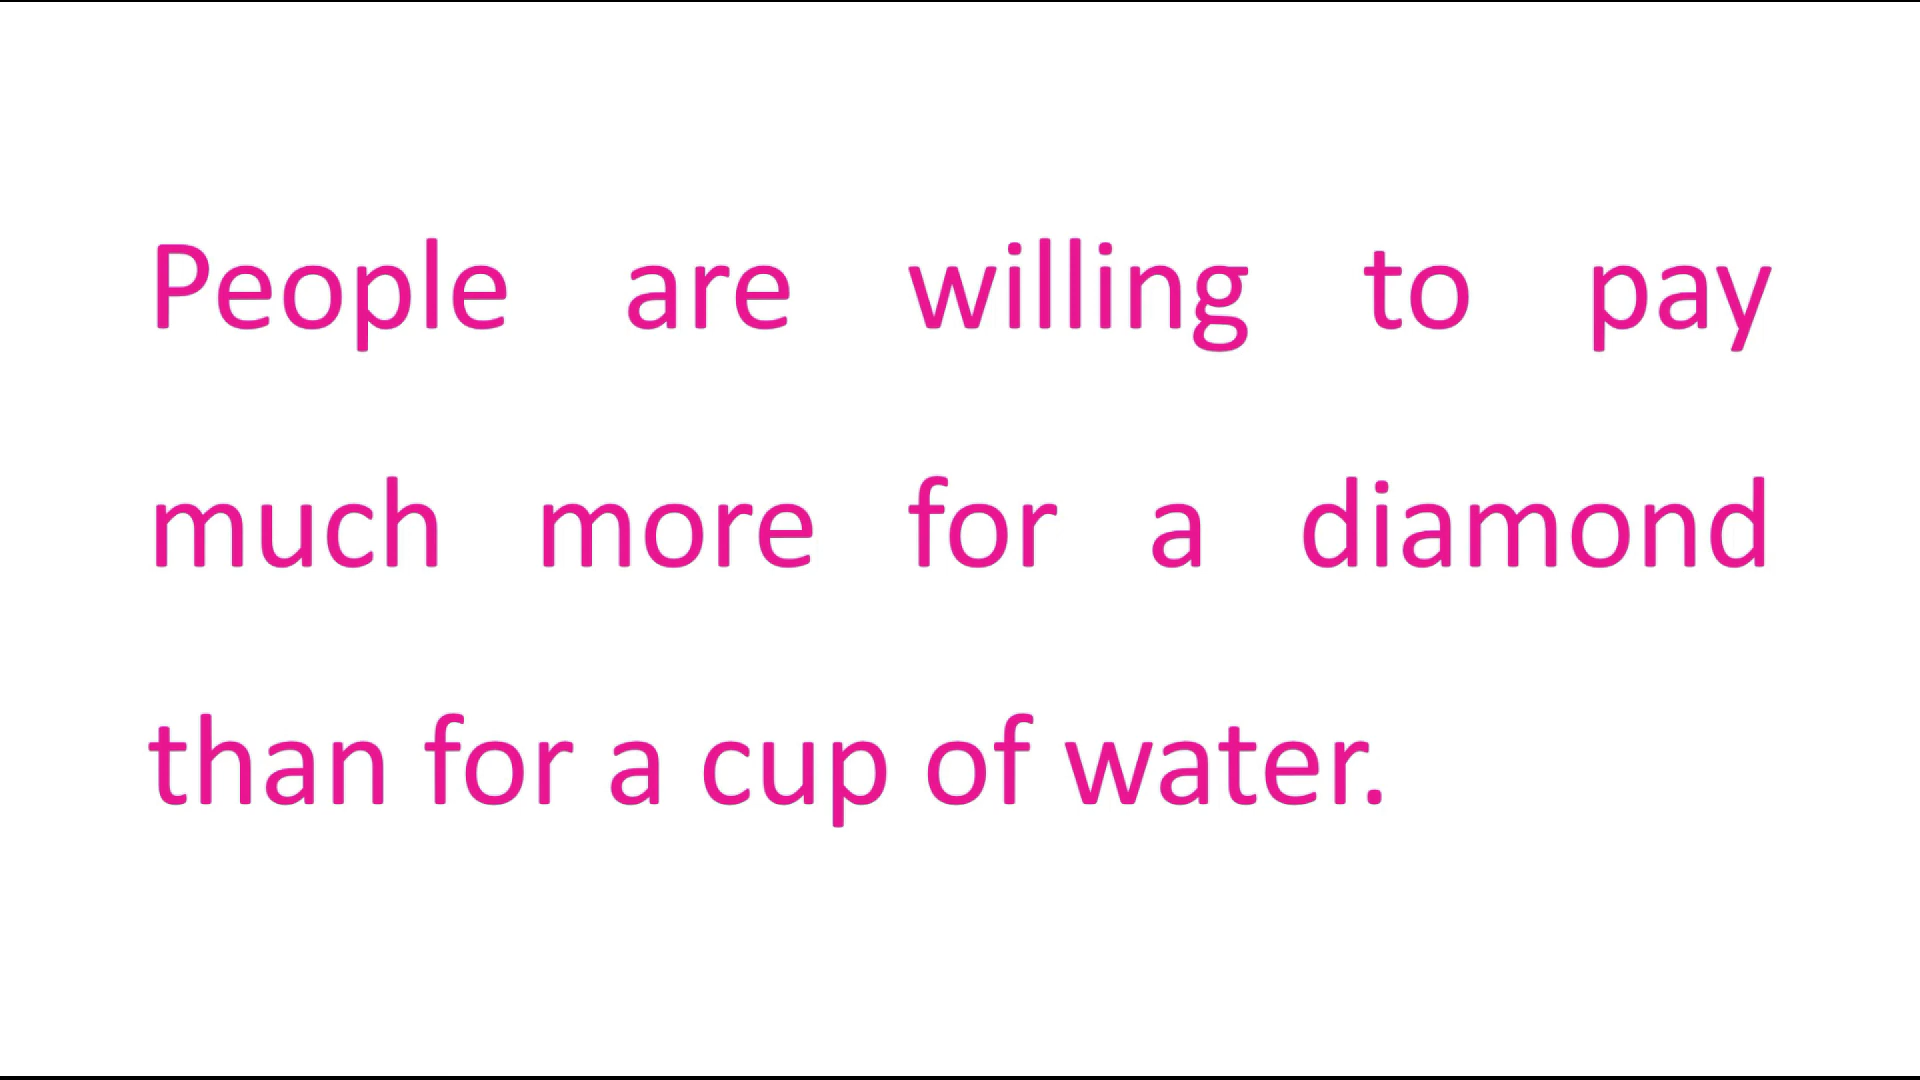 People are willing to pay
much more for a diamond
than for a cup of water.